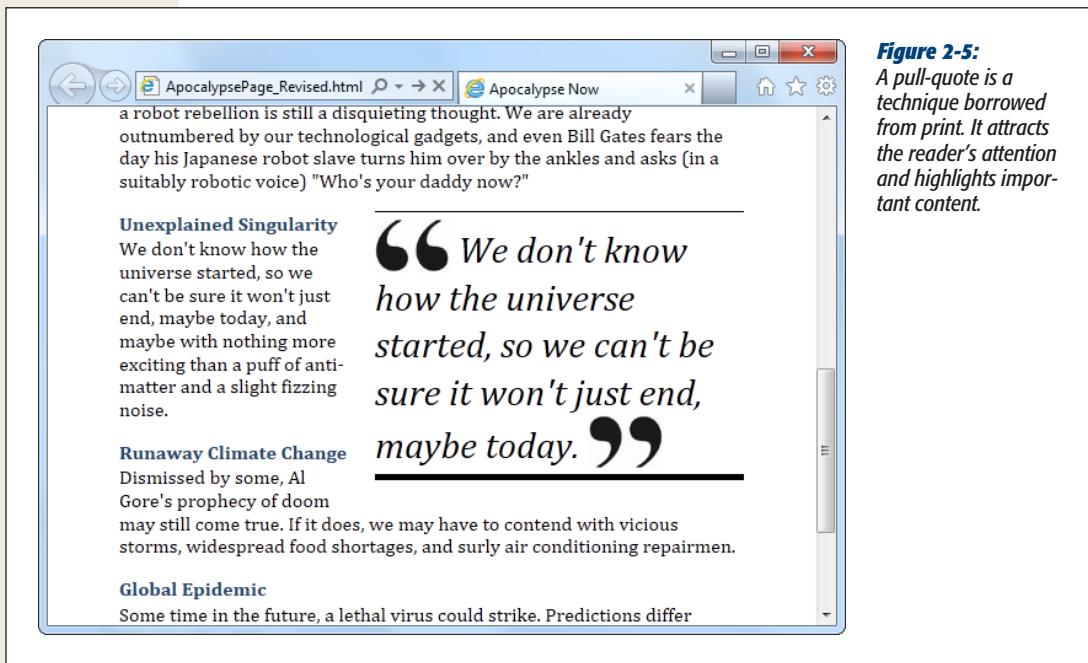 Figure 2-5:
A pull-quote is a
technique borrowed
from print. It attracts
the reader's attention
and highlights impor-
tant content.
ApocalypsePage_Revised.html
Apocalypse Now
a robot rebellion is still a disquieting thought. We are already
outnumbered by our technological gadgets, and even Bill Gates fears the
day his Japanese robot slave turns him over by the ankles and asks (in a
suitably robotic voice) "Who's your daddy now?"
Unexplained Singularity
We don't know how the
universe started, so we
can't be sure it won't just
end, maybe today, and
maybe with nothing more
exciting than a puff of anti-
matter and a slight fizzing
noise.
“ We don't know
how the universe
started, so we can't be
sure it won't just end,
maybe today. ”
Runaway Climate Change
Dismissed by some, Al
Gore's prophecy of doom
may still come true. If it does, we may have to contend with vicious
storms, widespread food shortages, and surly air conditioning repairmen.
Global Epidemic
Some time in the future, a lethal virus could strike. Predictions differ